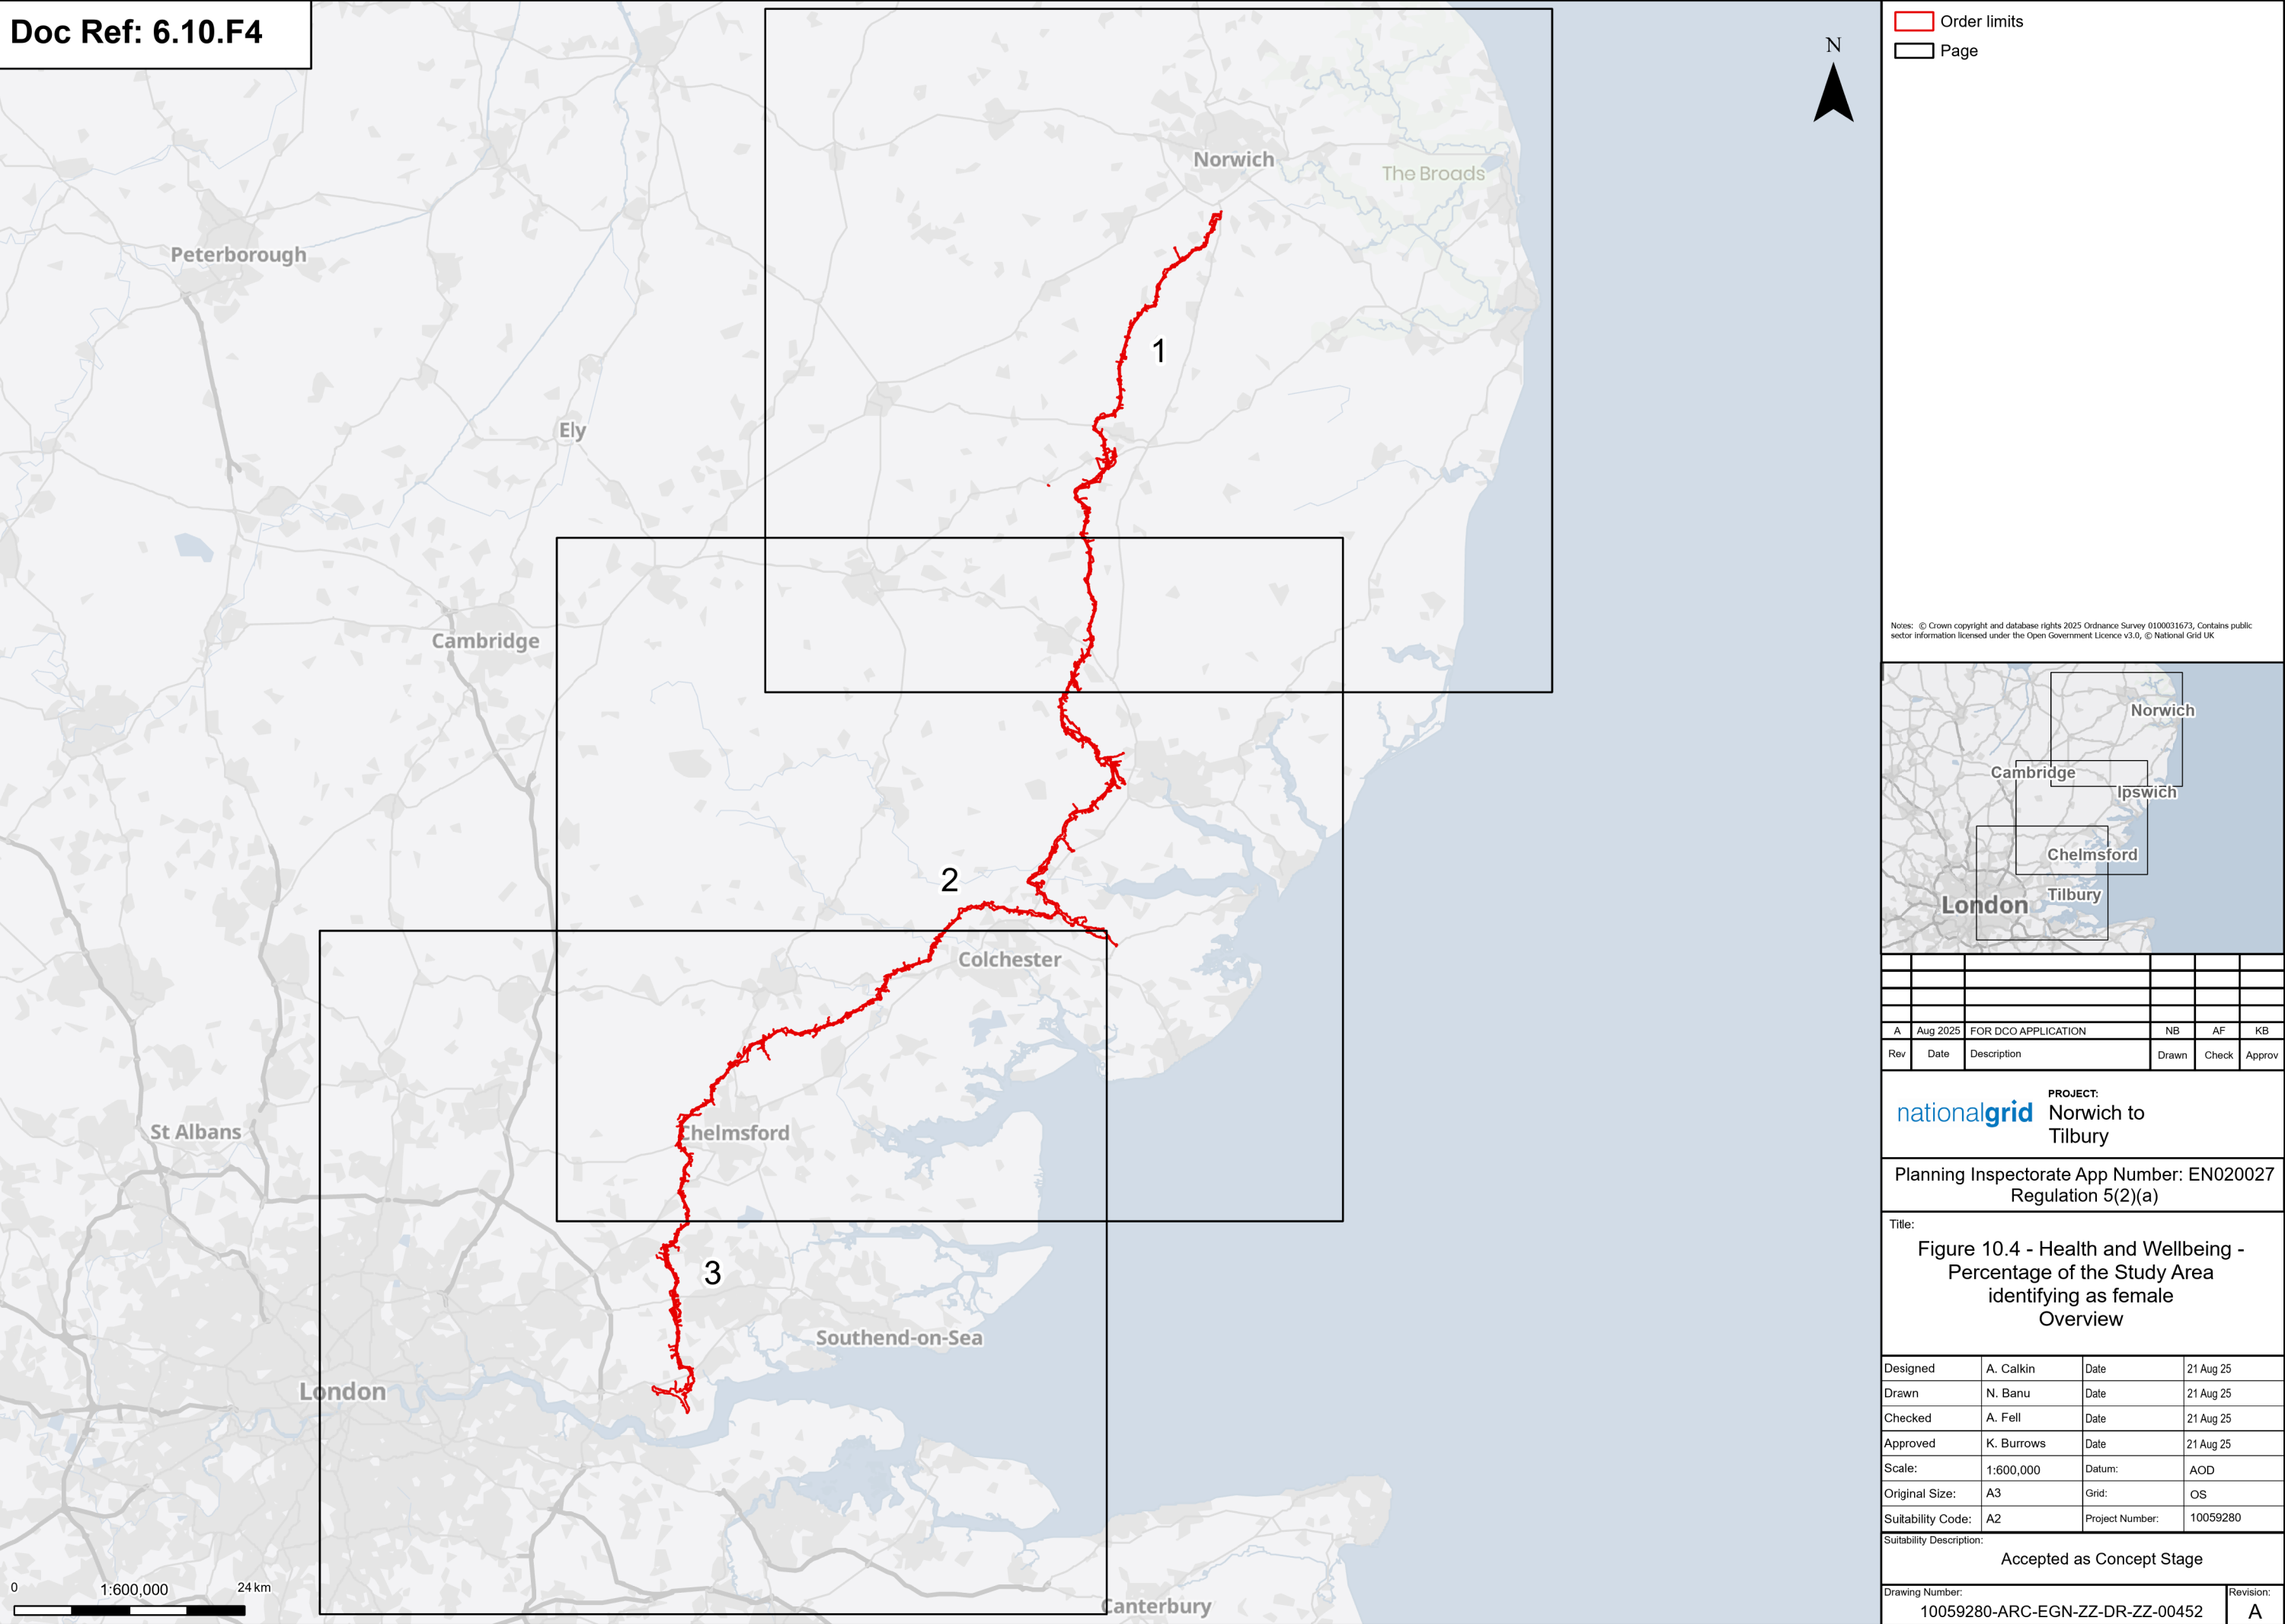 Doc Ref: 6.10.F4
N
Norwich
The Broads
Peterborough
1
Ely
Cambridge
2
Colchester
St Albans
Chelmsford
3
Southend-on-Sea
London
Canterbury
0 1:600,000 24 km
Order limits
Page
Notes: © Crown copyright and database rights 2025 Ordnance Survey 0100031673, Contains public
sector information licensed under the Open Government Licence v3.0, © National Grid UK
Norwich
Cambridge
Ipswich
Chelmsford
Tilbury
London
A Aug 2025 FOR DCO APPLICATION NB AF KB
Rev Date Description Drawn Check Approv
nationalgrid
PROJECT:
Norwich to
Tilbury
Planning Inspectorate App Number: EN020027
Regulation 5(2)(a)
Title:
Figure 10.4 - Health and Wellbeing -
Percentage of the Study Area
identifying as female
Overview
Designed A. Calkin Date 21 Aug 25
Drawn N. Banu Date 21 Aug 25
Checked A. Fell Date 21 Aug 25
Approved K. Burrows Date 21 Aug 25
Scale: 1:600,000 Datum: AOD
Original Size: A3 Grid: OS
Suitability Code: A2 Project Number: 10059280
Suitability Description:
Accepted as Concept Stage
Drawing Number: Revision:
10059280-ARC-EGN-ZZ-DR-ZZ-00452 A